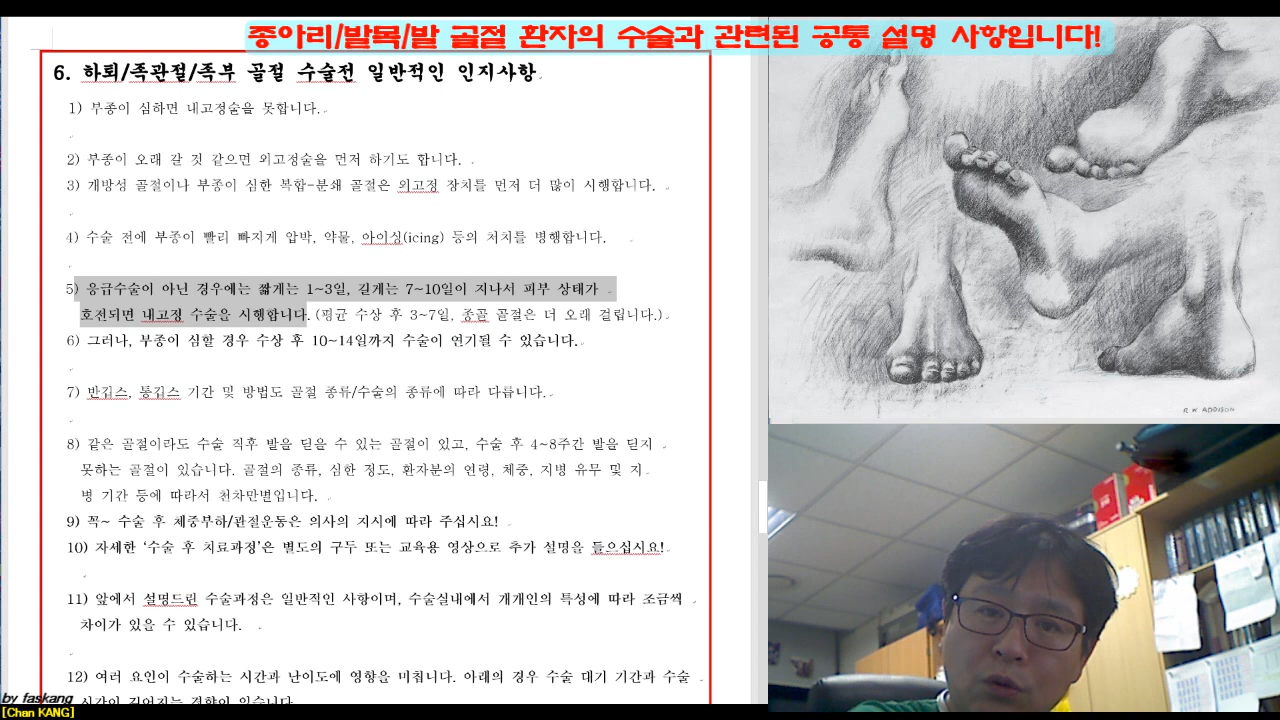 종아리/발목/발 골절 환자의 수술과 관련된 공통 설명 사항입니다!
6. 하퇴/족관절/족부 골절 수술전 일반적인 인지사항
1) 부종이 심하면 내고정술을 못합니다.
2) 부종이 오래 갈 것 같으면 외고정술을 먼저 하기도 합니다.
3) 개방성 골절이나 부종이 심한 복합-분쇄 골절은 외고정 장치를 먼저 더 많이 시행합니다.
4) 수술 전에 부종이 빨리 빠지게 압박, 약물, 아이싱(icing) 등의 처치를 병행합니다.
5) 응급수술이 아닌 경우에는 짧게는 1~3일, 길게는 7~10일이 지나서 피부 상태가
호전되면 내고정 수술을 시행합니다. (평균 수상 후 3~7일, 종골 골절은 더 오래 걸립니다.)
6) 그러나, 부종이 심할 경우 수상 후 10~14일까지 수술이 연기될 수 있습니다.
7) 반깁스, 통깁스 기간 및 방법도 골절 종류/수술의 종류에 따라 다릅니다.
8) 같은 골절이라도 수술 직후 발을 딛을 수 있는 골절이 있고, 수술 후 4~8주간 발을 딛지
못하는 골절이 있습니다. 골절의 종류, 심한 정도, 환자분의 연령, 체중, 지병 유무 및 지
병 기간 등에 따라서 천차만별입니다.
9) 꼭~ 수술 후 체중부하/관절운동은 의사의 지시에 따라 주십시요!
10) 자세한 '수술 후 치료과정'은 별도의 구두 또는 교육용 영상으로 추가 설명을 들으십시요!
11) 앞에서 설명드린 수술과정은 일반적인 사항이며, 수술실내에서 개개인의 특성에 따라 조금씩
차이가 있을 수 있습니다.
12) 여러 요인이 수술하는 시간과 난이도에 영향을 미칩니다. 아래의 경우 수술 대기 기간과 수술
시간이 길어지는 경향이 있습니다
by faskang
[Chan KANG]
R W ADDISON